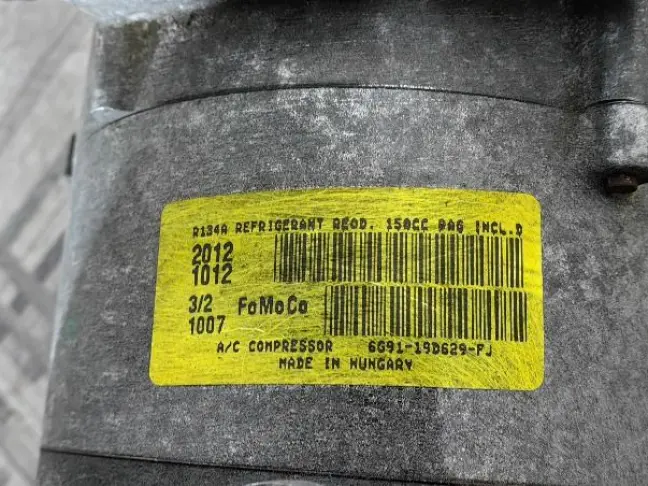 R134A REFRIGERANT REQD. 150CC PAG INCL.D
2012
1012
3/2 FoMoCo
1007
A/C COMPRESSOR 6G91-19D629-FJ
MADE IN HUNGARY